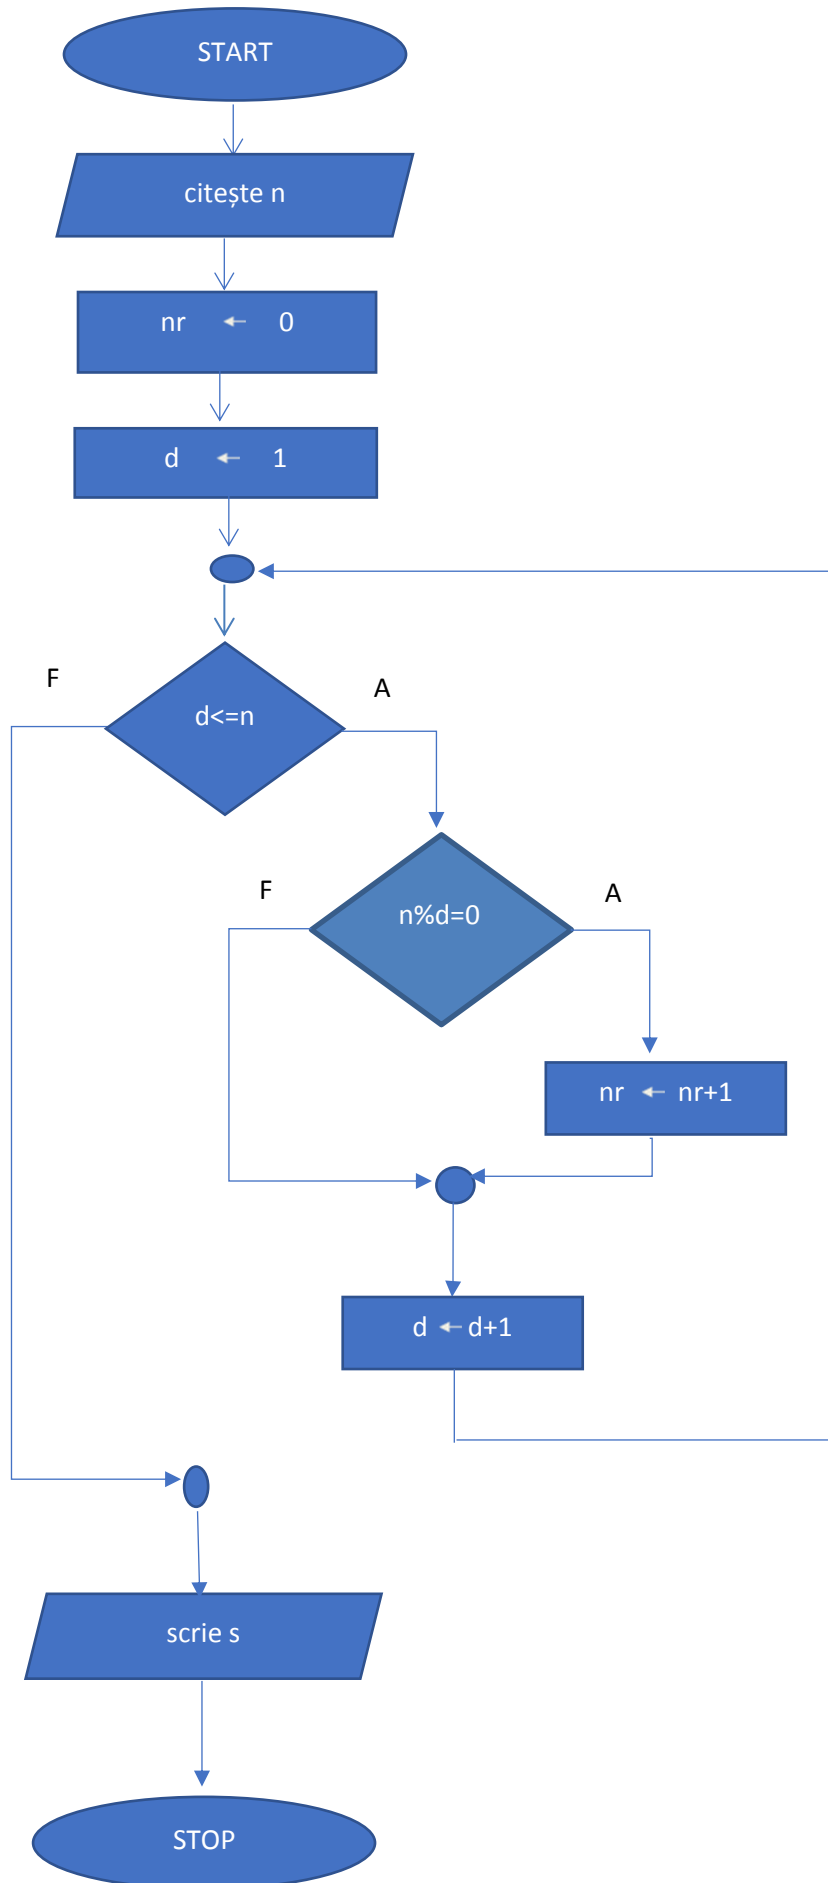 START
citește n
nr ← 0
d ← 1
F
A
d<=n
F
A
n%d=0
nr ← nr+1
d ← d+1
scrie s
STOP